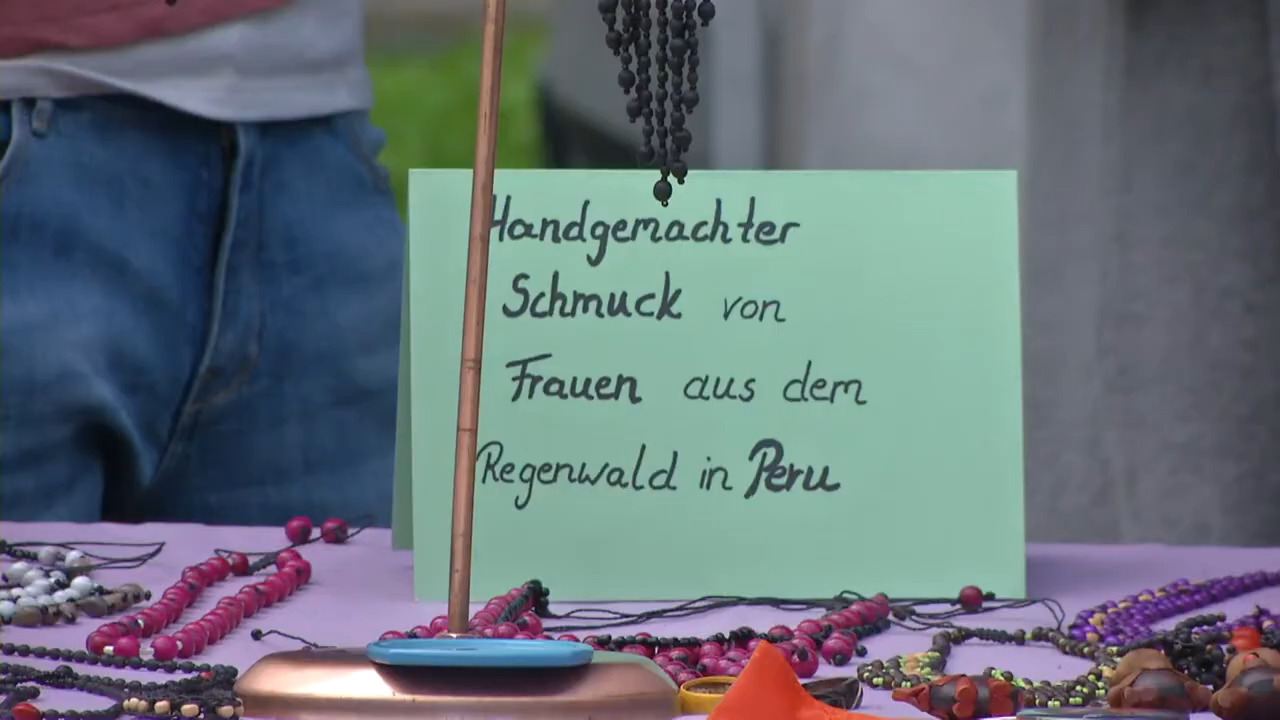 Handgemachter
Schmuck von
Frauen aus dem
Regenwald in Peru